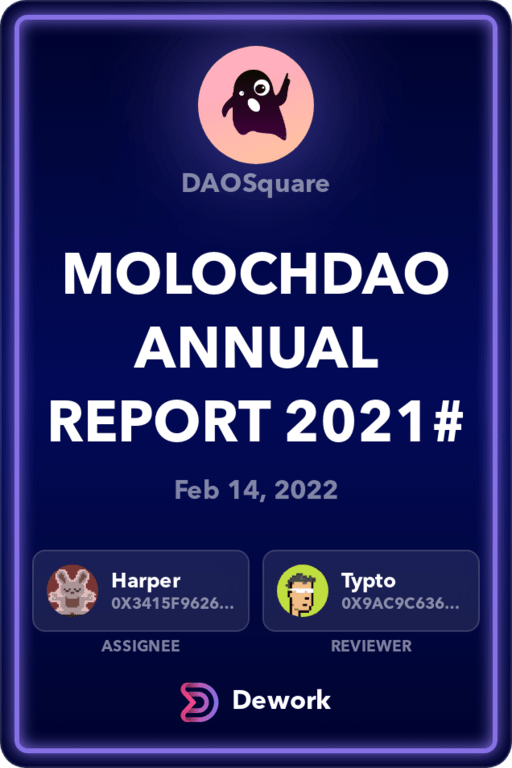 DAOSquare
MOLOCHDAO
ANNUAL
REPORT 2021#
Feb 14, 2022
Harper
0X3415F9626...
ASSIGNEE
Typto
0X9AC9C636...
REVIEWER
Dework